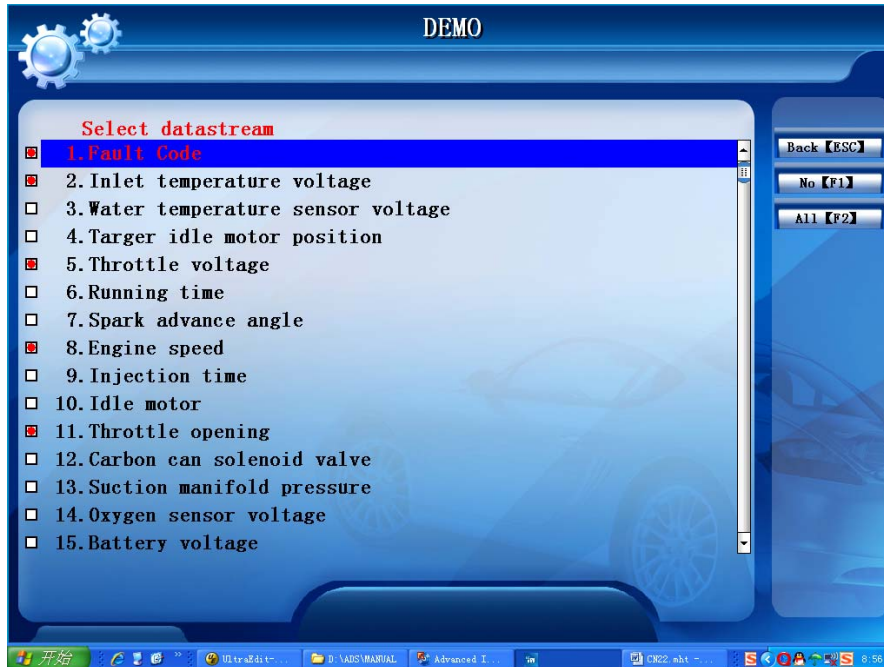 DEMO
Select datastream
1.Fault Code
2.Inlet temperature voltage
3.Water temperature sensor voltage
4.Targer idle motor position
5.Throttle voltage
6.Running time
7.Spark advance angle
8.Engine speed
9.Injection time
10.Idle motor
11.Throttle opening
12.Carbon can solenoid valve
13.Suction manifold pressure
14.Oxygen sensor voltage
15.Battery voltage
Back【ESC】
No【F1】
All【F2】
开始
UltraEdit-...
D:\ADS\MANUAL
Advanced I...
CN22.mht -...
8:56